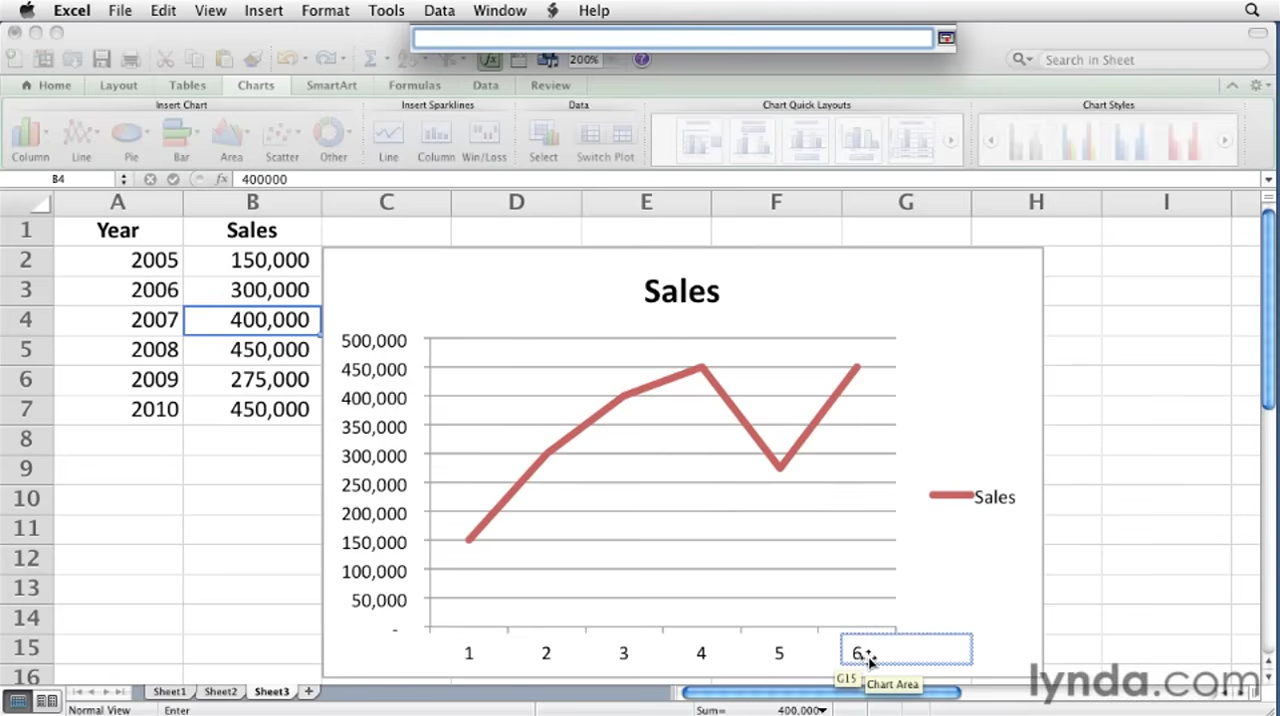 Excel File Edit View Insert Format Tools Data Window Help
200% Search in Sheet
Home Layout Tables Charts SmartArt Formulas Data Review
Insert Chart Insert Sparklines Data Chart Quick Layouts Chart Styles
Column Line Pie Bar Area Scatter Other Line Column Win/Loss Select Switch Plot
B4 fx 400000
A B C D E F G H I
1 Year Sales
2 2005 150,000
3 2006 300,000
4 2007 400,000
5 2008 450,000
6 2009 275,000
7 2010 450,000
8
9
10
11
12
13
14
15
16
Sales
500,000
450,000
400,000
350,000
300,000
250,000
200,000
150,000
100,000
50,000
-
Sales
1 2 3 4 5 6
G15 Chart Area
lynda.com
Sheet1 Sheet2 Sheet3 +
Normal View Enter Sum= 400,000